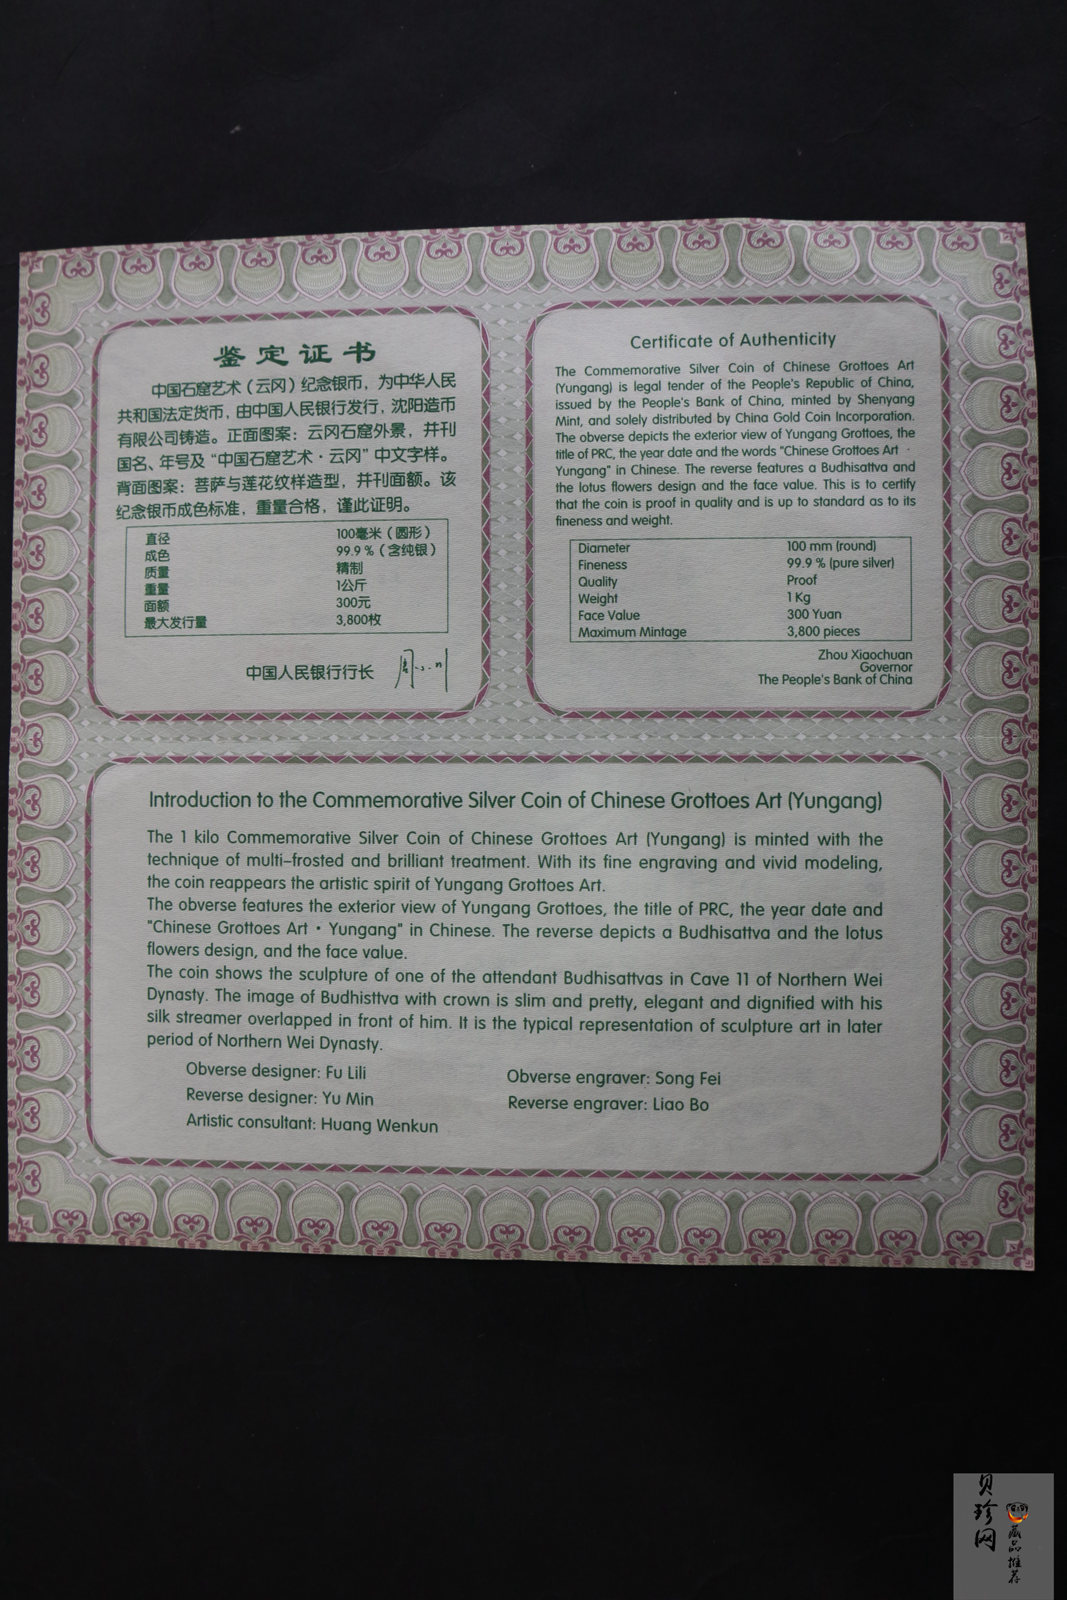 鉴定证书
中国石窟艺术（云冈）纪念银币，为中华人民
共和国法定货币，由中国人民银行发行，沈阳造币
有限公司铸造。正面图案：云冈石窟外景，并刊
国名、年号及“中国石窟艺术·云冈”中文字样。
背面图案：菩萨与莲花纹样造型，并刊面额。该
纪念银币成色标准，重量合格，谨此证明。
直径 100毫米（圆形）
成色 99.9％（含纯银）
质量 精制
重量 1公斤
面额 300元
最大发行量 3,800枚
中国人民银行行长
Certificate of Authenticity
The Commemorative Silver Coin of Chinese Grottoes Art
(Yungang) is legal tender of the People's Republic of China,
issued by the People's Bank of China, minted by Shenyang
Mint, and solely distributed by China Gold Coin Incorporation.
The obverse depicts the exterior view of Yungang Grottoes, the
title of PRC, the year date and the words "Chinese Grottoes Art ·
Yungang" in Chinese. The reverse features a Budhisattva and
the lotus flowers design and the face value. This is to certify
that the coin is proof in quality and is up to standard as to its
fineness and weight.
Diameter 100 mm (round)
Fineness 99.9 % (pure silver)
Quality Proof
Weight 1 Kg
Face Value 300 Yuan
Maximum Mintage 3,800 pieces
Zhou Xiaochuan
Governor
The People's Bank of China
Introduction to the Commemorative Silver Coin of Chinese Grottoes Art (Yungang)
The 1 kilo Commemorative Silver Coin of Chinese Grottoes Art (Yungang) is minted with the
technique of multi-frosted and brilliant treatment. With its fine engraving and vivid modeling,
the coin reappears the artistic spirit of Yungang Grottoes Art.
The obverse features the exterior view of Yungang Grottoes, the title of PRC, the year date and
"Chinese Grottoes Art · Yungang" in Chinese. The reverse depicts a Budhisattva and the lotus
flowers design, and the face value.
The coin shows the sculpture of one of the attendant Budhisattvas in Cave 11 of Northern Wei
Dynasty. The image of Budhisttva with crown is slim and pretty, elegant and dignified with his
silk streamer overlapped in front of him. It is the typical representation of sculpture art in later
period of Northern Wei Dynasty.
Obverse designer: Fu Lili
Obverse engraver: Song Fei
Reverse designer: Yu Min
Reverse engraver: Liao Bo
Artistic consultant: Huang Wenkun
贝珍网
藏品推荐